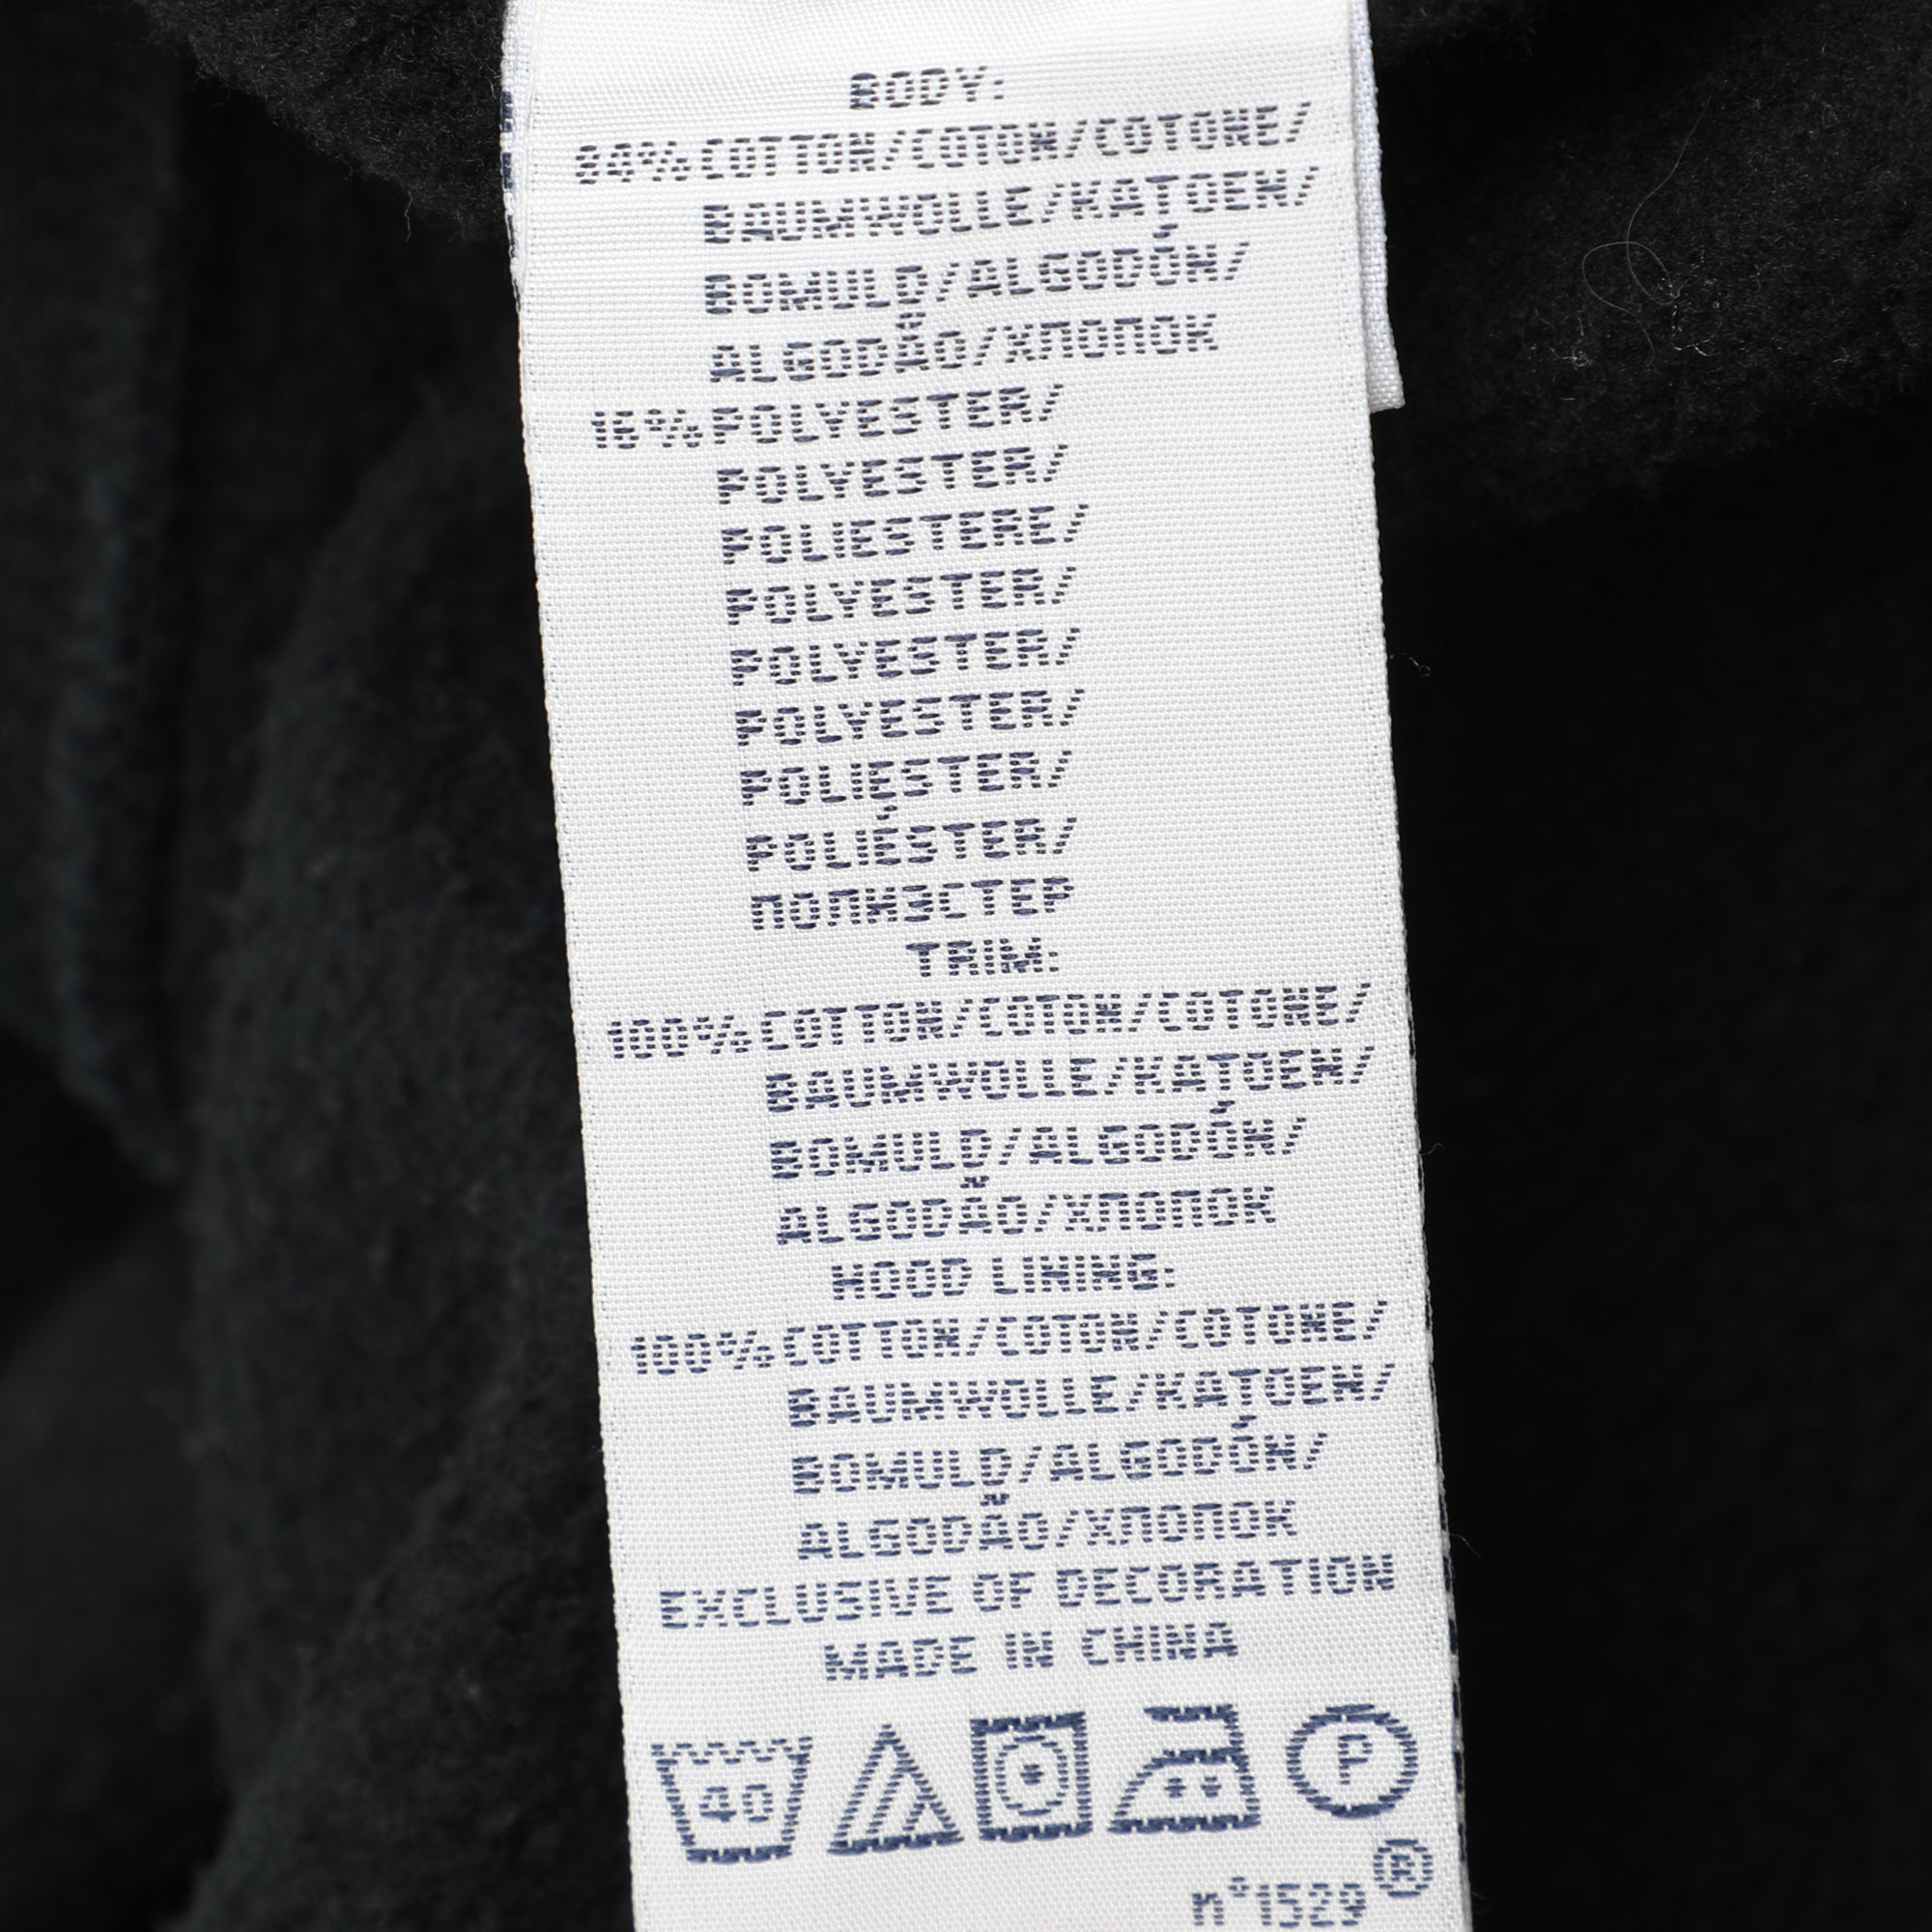 BODY:
84% COTTON/COTON/COTONE/
BAUMWOLLE/KATOEN/
BOMULD/ALGODÓN/
ALGODÃO/ХЛОПОК
16% POLYESTER/
POLYESTER/
POLIESTERE/
POLYESTER/
POLYESTER/
POLYESTER/
POLIESTER/
POLIÉSTER/
ПОЛИЭСТЕР
TRIM:
100% COTTON/COTON/COTONE/
BAUMWOLLE/KATOEN/
BOMULD/ALGODÓN/
ALGODÃO/ХЛОПОК
HOOD LINING:
100% COTTON/COTON/COTONE/
BAUMWOLLE/KATOEN/
BOMULD/ALGODÓN/
ALGODÃO/ХЛОПОК
EXCLUSIVE OF DECORATION
MADE IN CHINA
40 P
®
n°1529